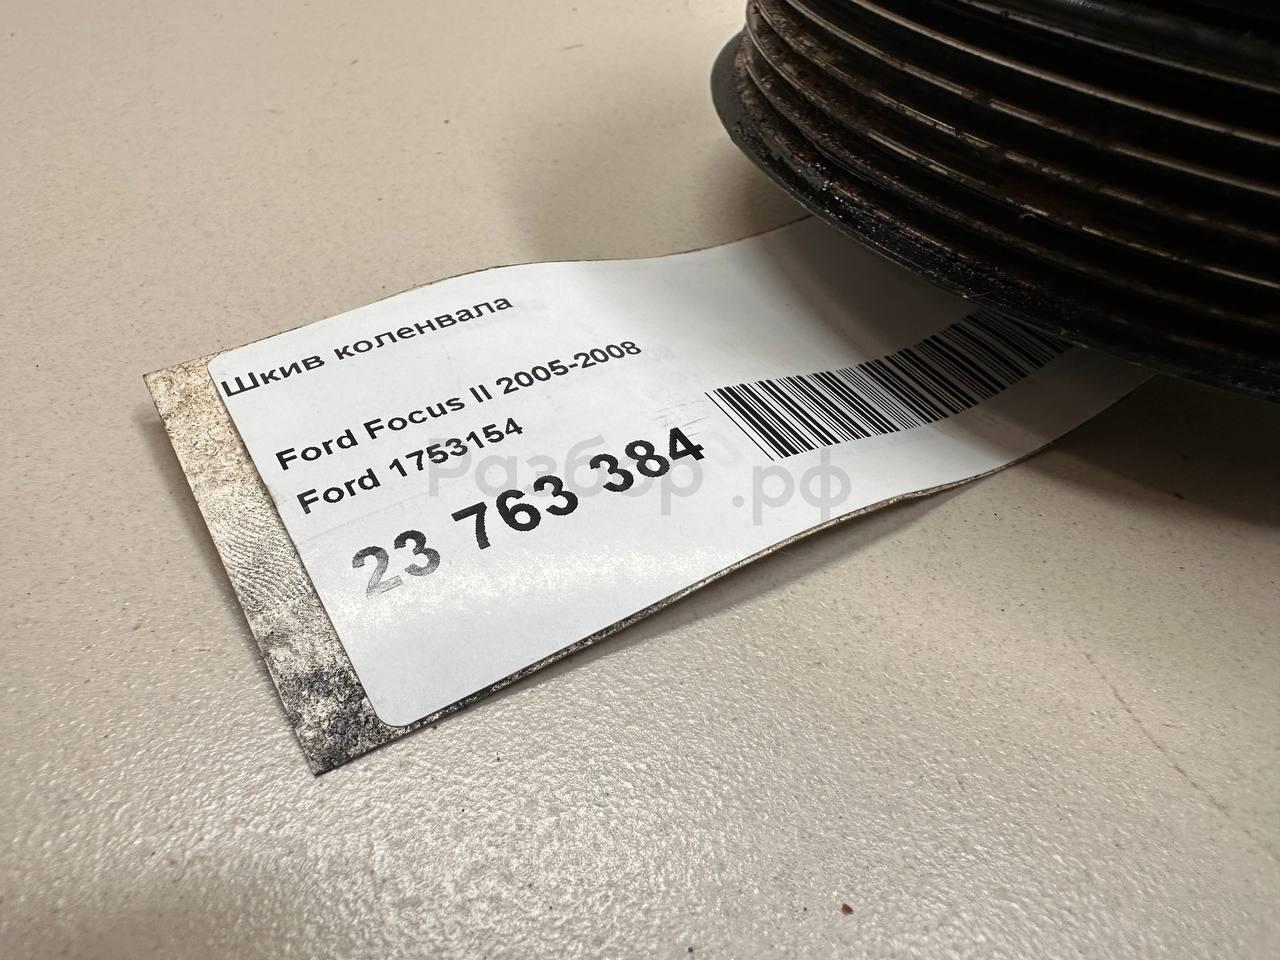 Шкив коленвала
Ford Focus II 2005-2008
Ford 1753154
23 763 384
Разбор.рф